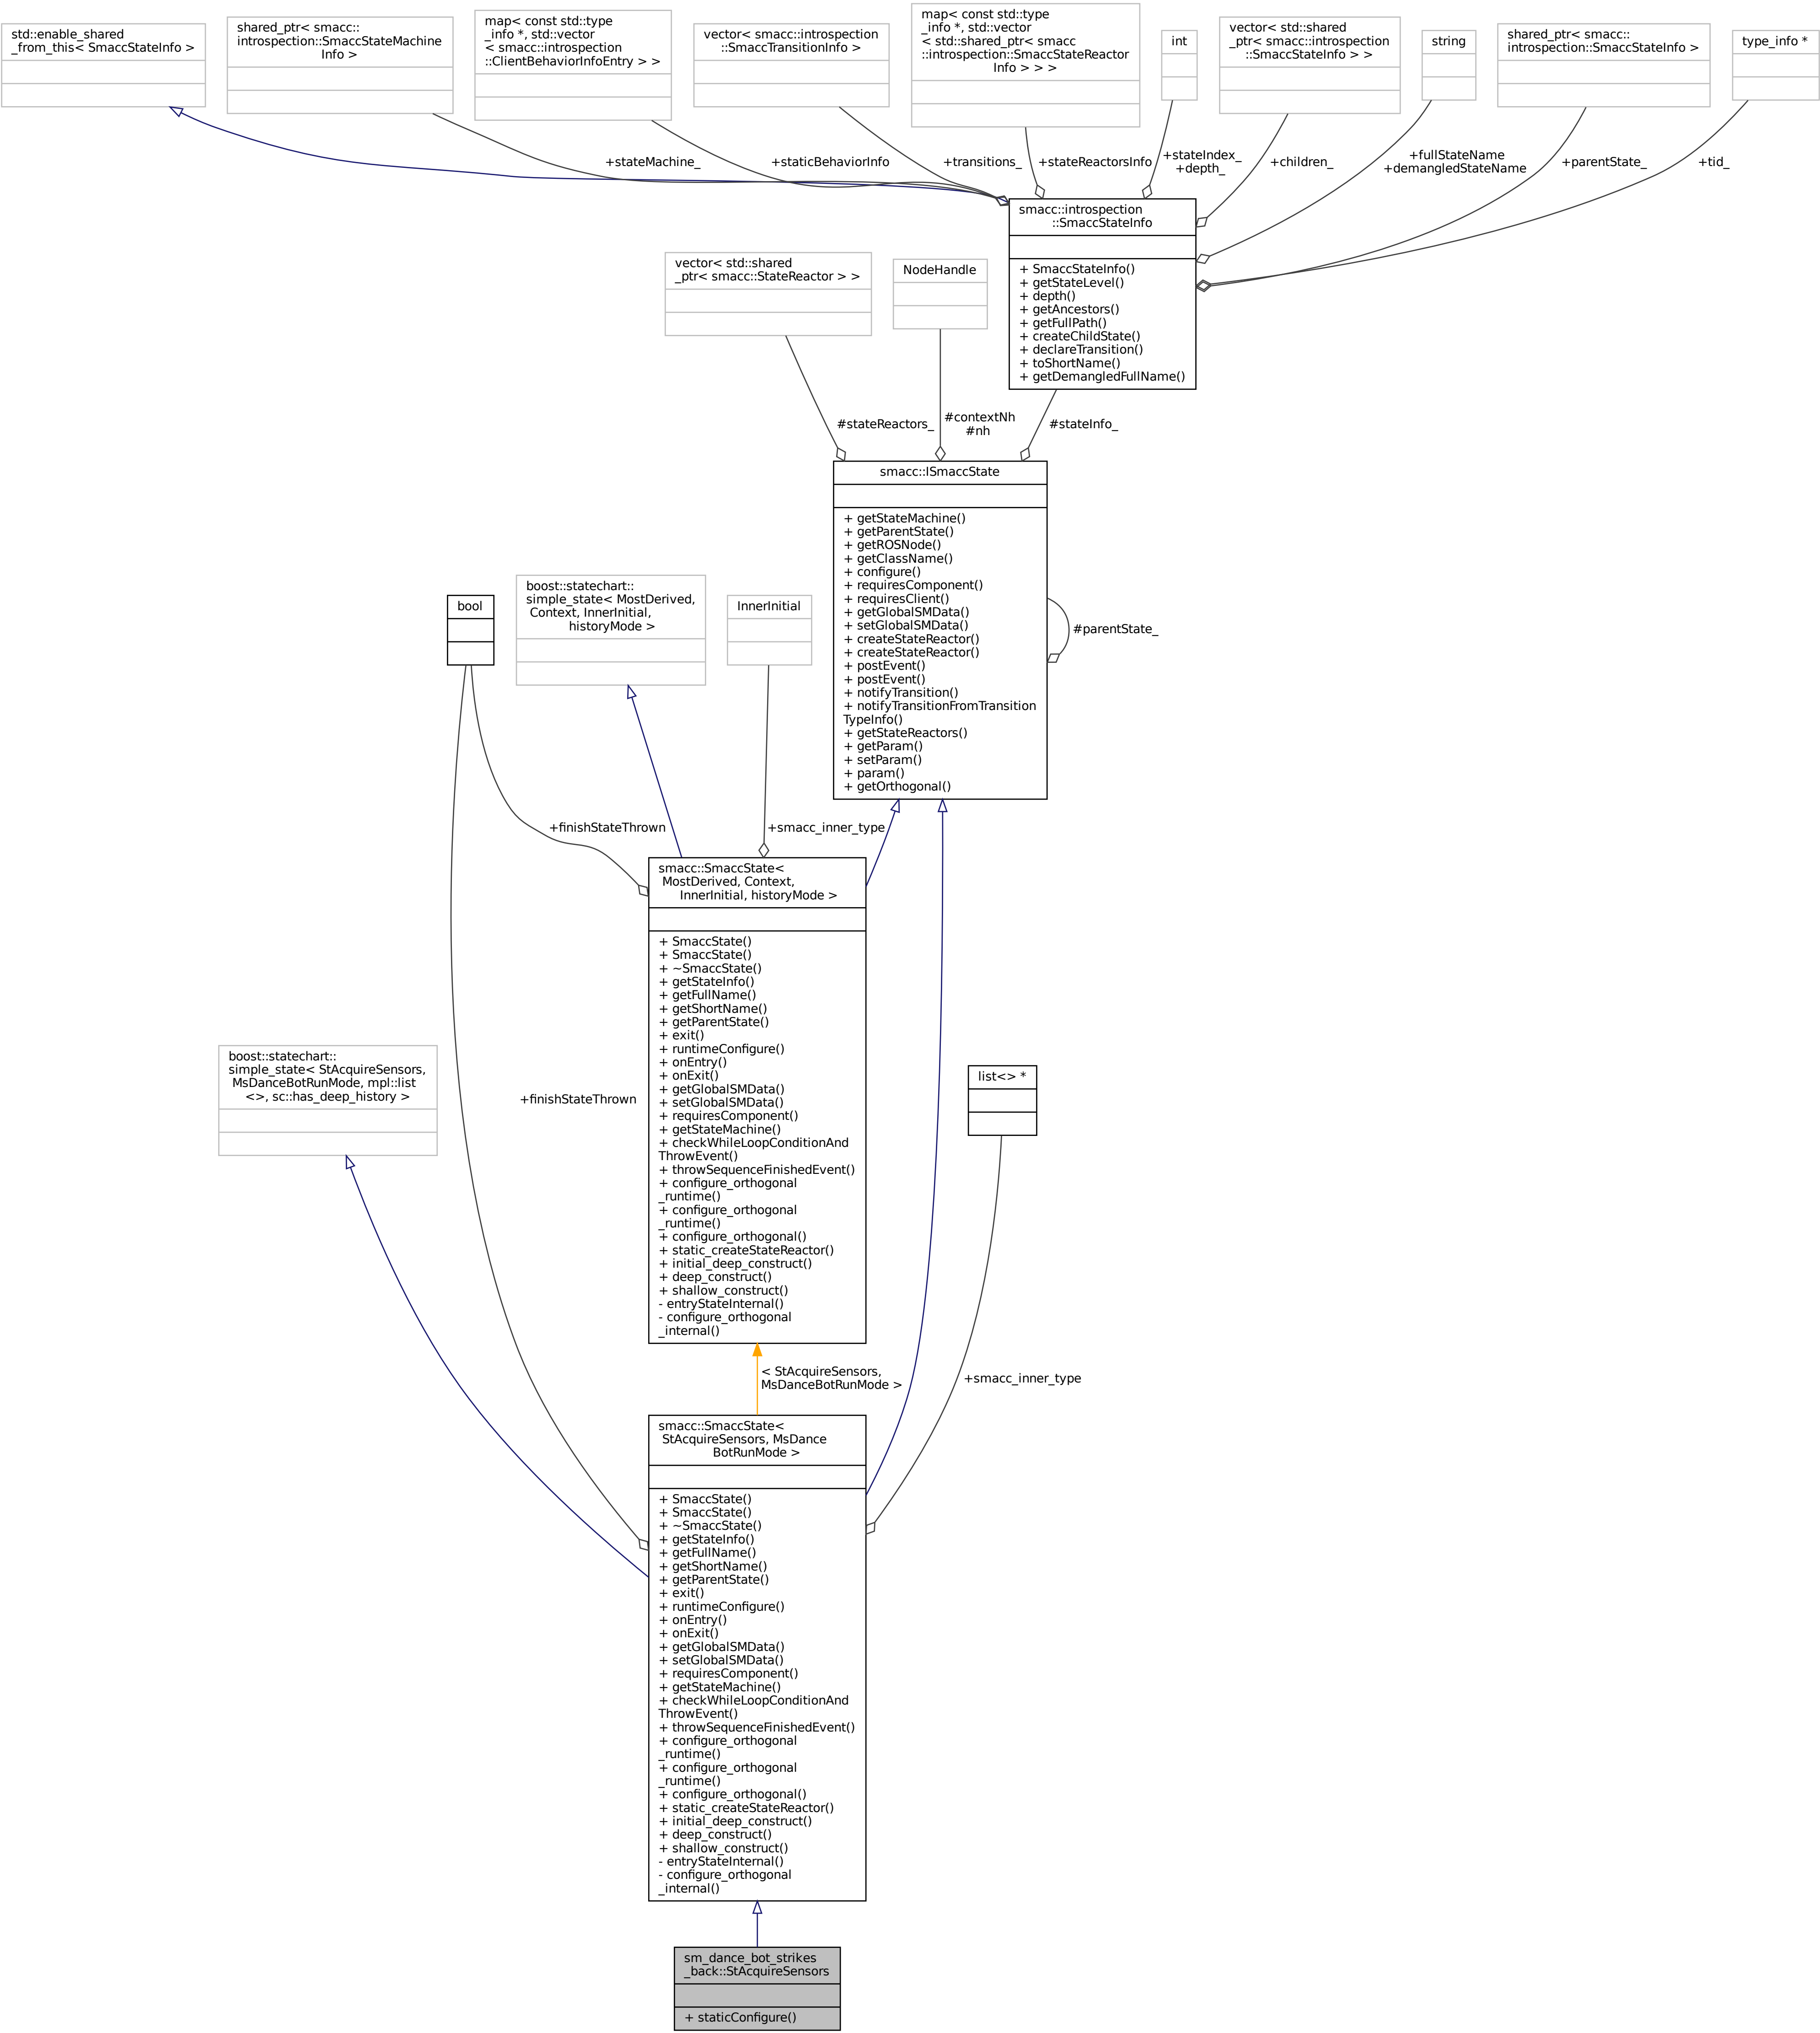 std::enable_shared
_from_this< SmaccStateInfo >
shared_ptr< smacc::
introspection::SmaccStateMachine
Info >
map< const std::type
_info *, std::vector
< smacc::introspection
::ClientBehaviorInfoEntry > >
vector< smacc::introspection
::SmaccTransitionInfo >
map< const std::type
_info *, std::vector
< std::shared_ptr< smacc
::introspection::SmaccStateReactor
Info > > >
int
vector< std::shared
_ptr< smacc::introspection
::SmaccStateInfo > >
string
shared_ptr< smacc::
introspection::SmaccStateInfo >
type_info *
+stateMachine_
+staticBehaviorInfo
+transitions_
+stateReactorsInfo
+stateIndex_
+depth_
+children_
+fullStateName
+demangledStateName
+parentState_
+tid_
smacc::introspection
::SmaccStateInfo
+ SmaccStateInfo()
+ getStateLevel()
+ depth()
+ getAncestors()
+ getFullPath()
+ createChildState()
+ declareTransition()
+ toShortName()
+ getDemangledFullName()
vector< std::shared
_ptr< smacc::StateReactor > >
NodeHandle
#stateReactors_
#contextNh
#nh
#stateInfo_
smacc::ISmaccState
+ getStateMachine()
+ getParentState()
+ getROSNode()
+ getClassName()
+ configure()
+ requiresComponent()
+ requiresClient()
+ getGlobalSMData()
+ setGlobalSMData()
+ createStateReactor()
+ createStateReactor()
+ postEvent()
+ postEvent()
+ notifyTransition()
+ notifyTransitionFromTransition
TypeInfo()
+ getStateReactors()
+ getParam()
+ setParam()
+ param()
+ getOrthogonal()
#parentState_
bool
boost::statechart::
simple_state< MostDerived,
Context, InnerInitial,
historyMode >
InnerInitial
+finishStateThrown
+smacc_inner_type
smacc::SmaccState<
MostDerived, Context,
InnerInitial, historyMode >
+ SmaccState()
+ SmaccState()
+ ~SmaccState()
+ getStateInfo()
+ getFullName()
+ getShortName()
+ getParentState()
+ exit()
+ runtimeConfigure()
+ onEntry()
+ onExit()
+ getGlobalSMData()
+ setGlobalSMData()
+ requiresComponent()
+ getStateMachine()
+ checkWhileLoopConditionAnd
ThrowEvent()
+ throwSequenceFinishedEvent()
+ configure_orthogonal
_runtime()
+ configure_orthogonal
_runtime()
+ configure_orthogonal()
+ static_createStateReactor()
+ initial_deep_construct()
+ deep_construct()
+ shallow_construct()
- entryStateInternal()
- configure_orthogonal
_internal()
boost::statechart::
simple_state< StAcquireSensors,
MsDanceBotRunMode, mpl::list
<>, sc::has_deep_history >
+finishStateThrown
list<> *
< StAcquireSensors,
MsDanceBotRunMode >
+smacc_inner_type
smacc::SmaccState<
StAcquireSensors, MsDance
BotRunMode >
+ SmaccState()
+ SmaccState()
+ ~SmaccState()
+ getStateInfo()
+ getFullName()
+ getShortName()
+ getParentState()
+ exit()
+ runtimeConfigure()
+ onEntry()
+ onExit()
+ getGlobalSMData()
+ setGlobalSMData()
+ requiresComponent()
+ getStateMachine()
+ checkWhileLoopConditionAnd
ThrowEvent()
+ throwSequenceFinishedEvent()
+ configure_orthogonal
_runtime()
+ configure_orthogonal
_runtime()
+ configure_orthogonal()
+ static_createStateReactor()
+ initial_deep_construct()
+ deep_construct()
+ shallow_construct()
- entryStateInternal()
- configure_orthogonal
_internal()
sm_dance_bot_strikes
_back::StAcquireSensors
+ staticConfigure()